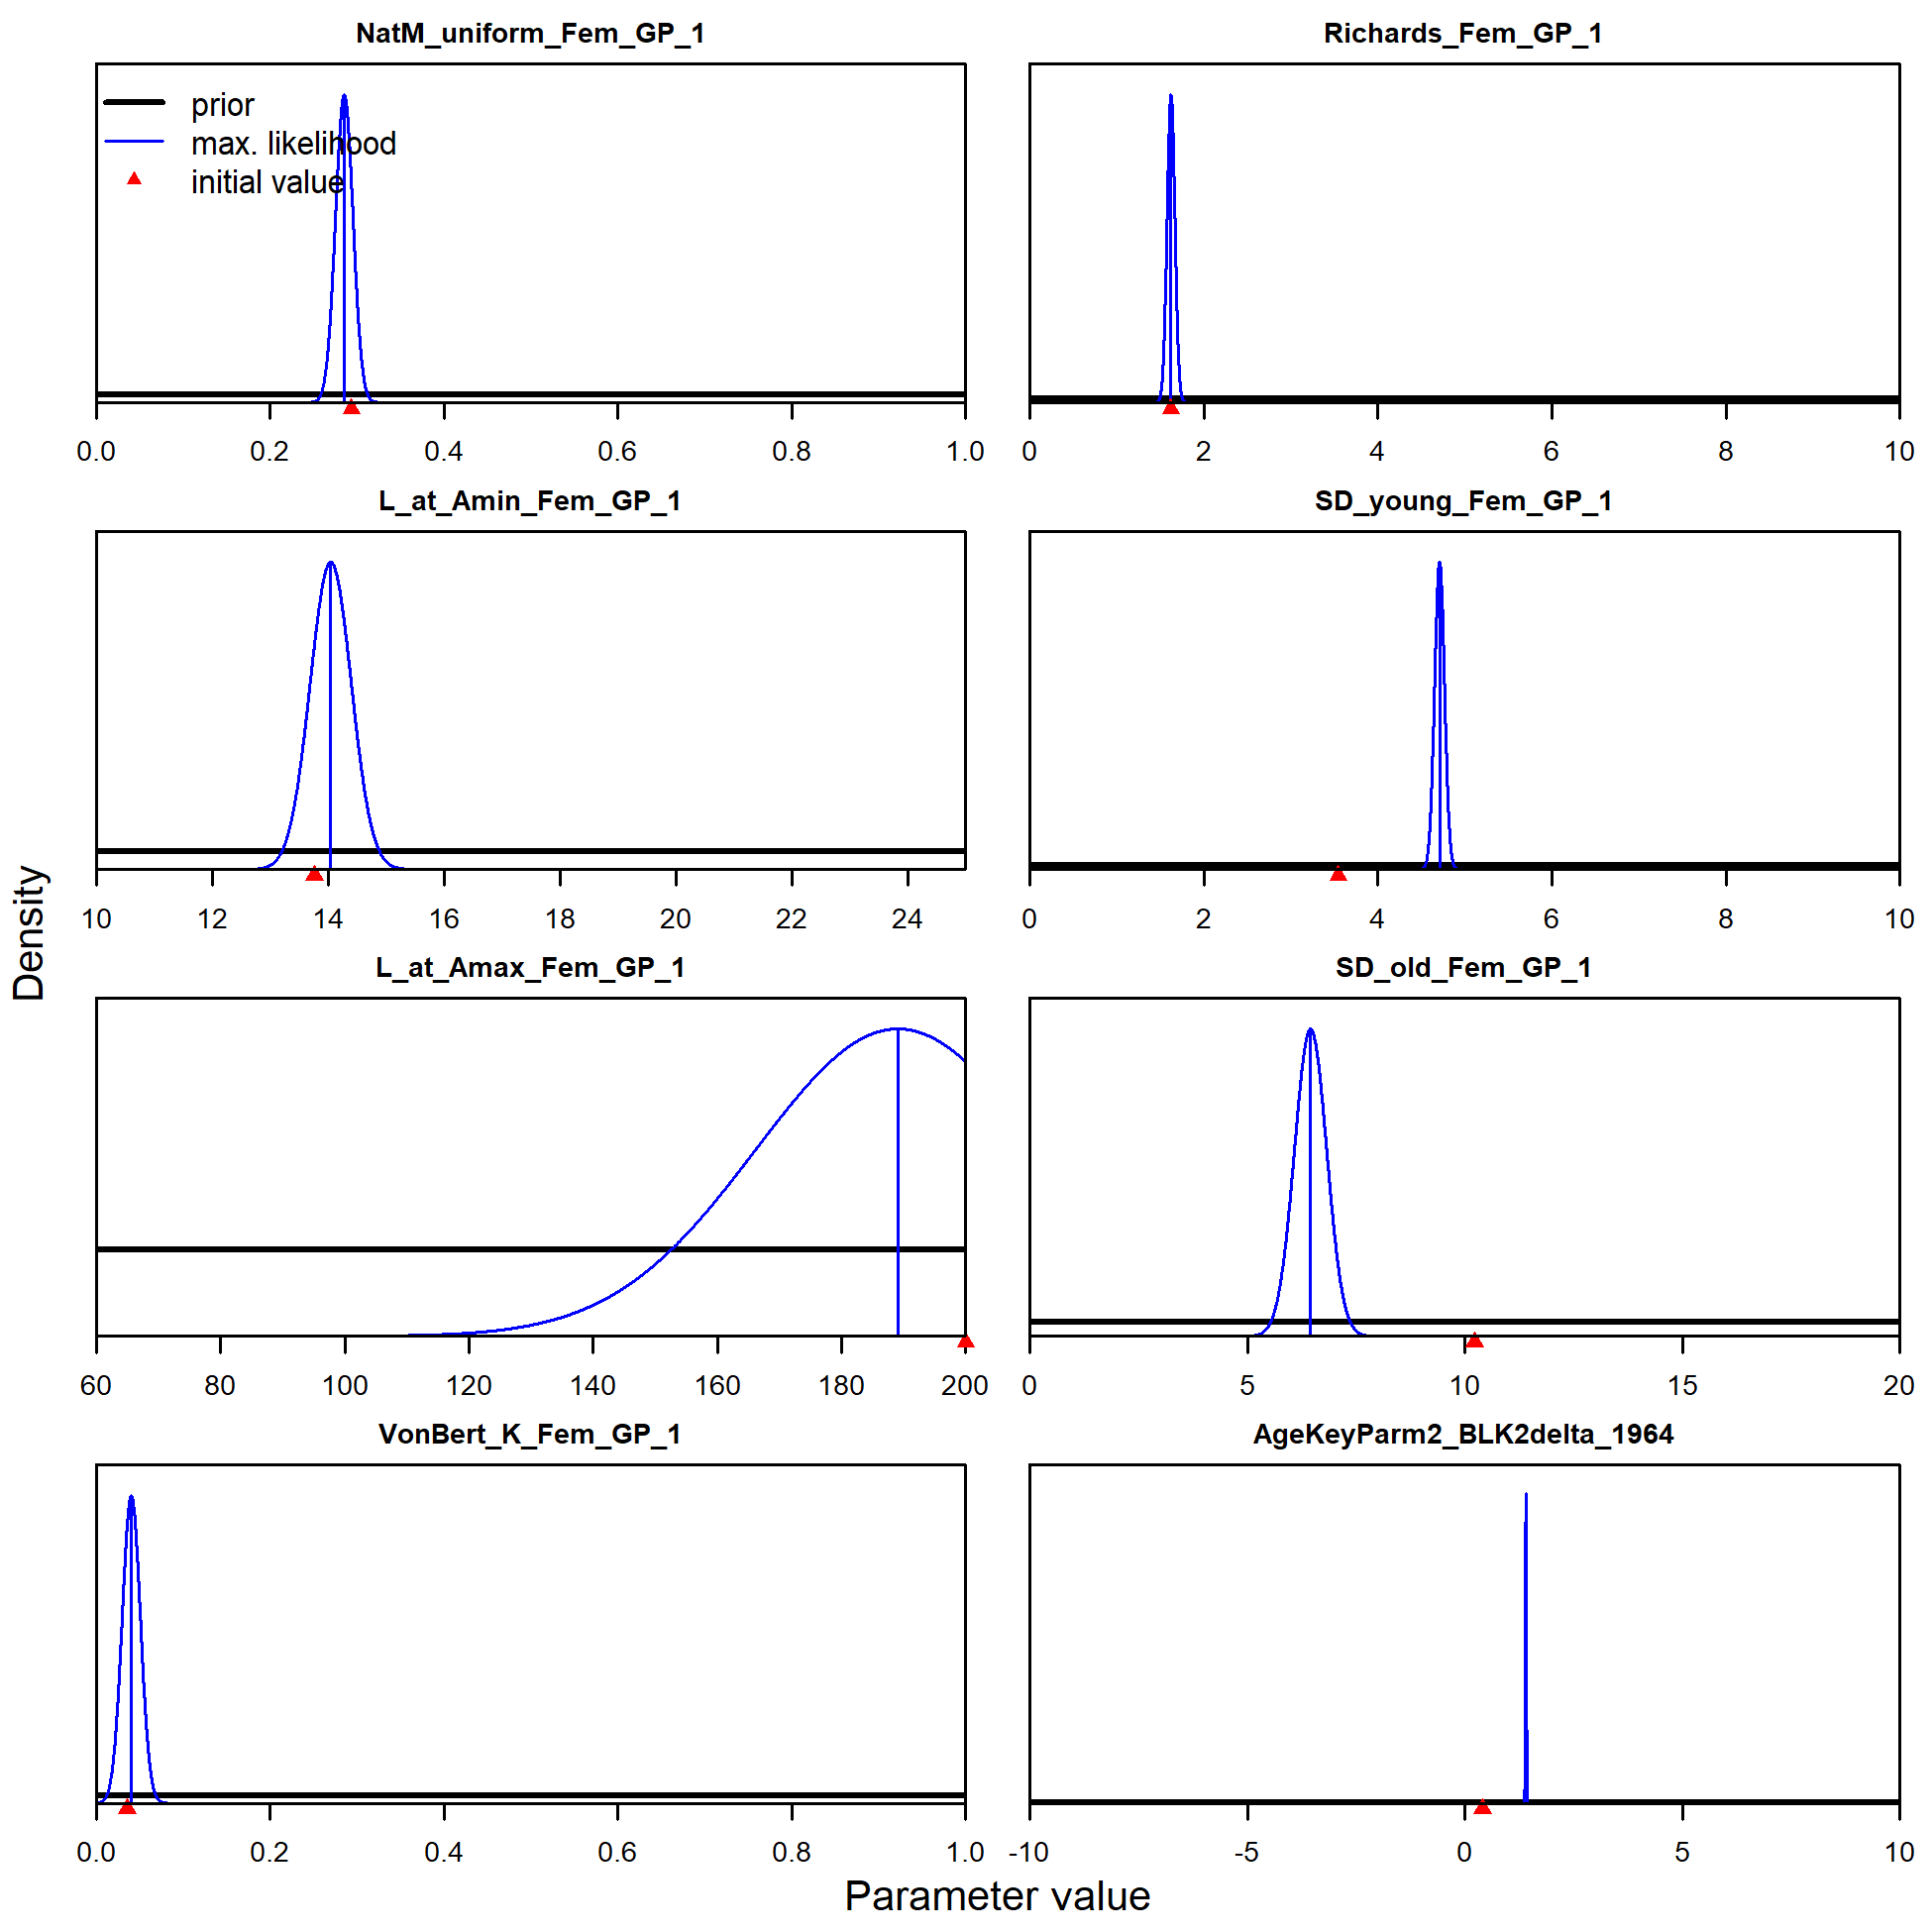 NatM_uniform_Fem_GP_1
prior
max. likelihood
initial value
0.0 0.2 0.4 0.6 0.8 1.0
Richards_Fem_GP_1
0 2 4 6 8 10
L_at_Amin_Fem_GP_1
10 12 14 16 18 20 22 24
SD_young_Fem_GP_1
0 2 4 6 8 10
L_at_Amax_Fem_GP_1
60 80 100 120 140 160 180 200
SD_old_Fem_GP_1
0 5 10 15 20
VonBert_K_Fem_GP_1
0.0 0.2 0.4 0.6 0.8 1.0
AgeKeyParm2_BLK2delta_1964
-10 -5 0 5 10
Density
Parameter value